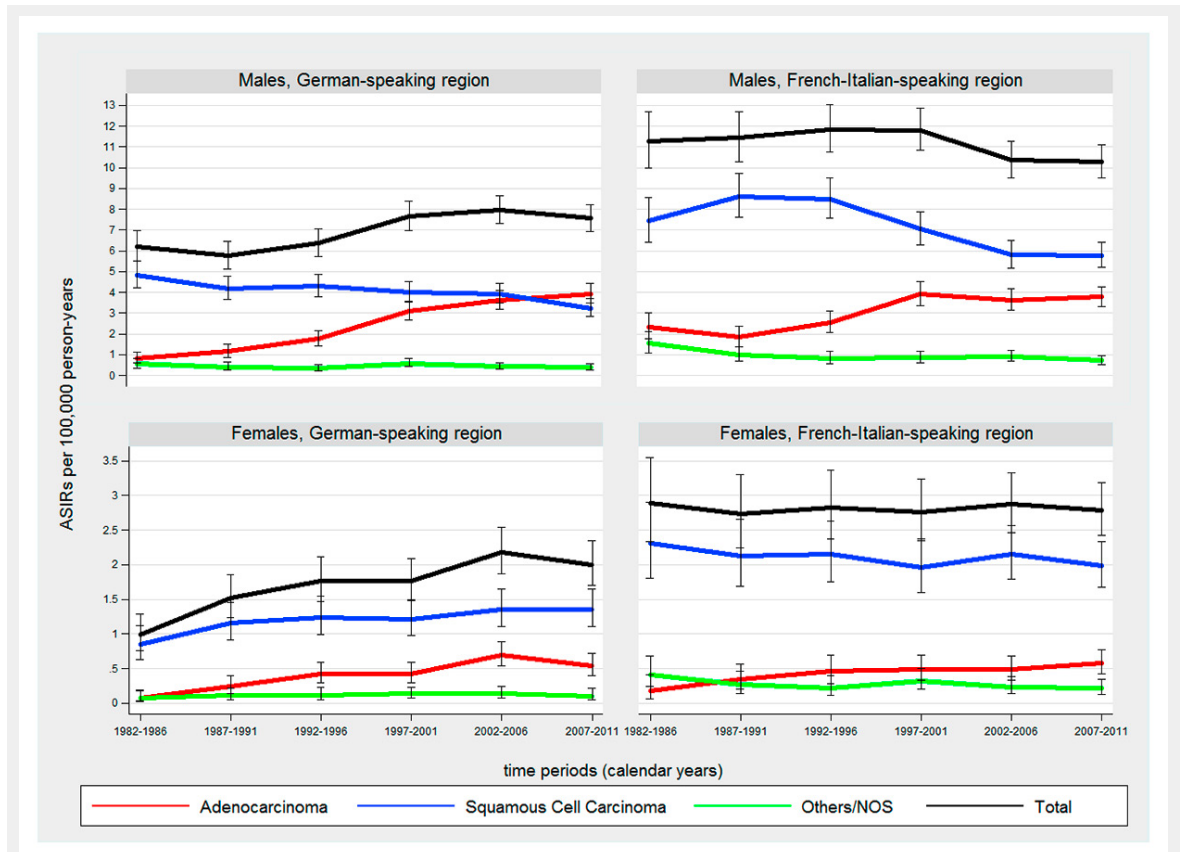 Males, German-speaking region
Males, French-Italian-speaking region
13
12
11
10
9
8
7
6
5
4
3
2
1
0
ASIRs per 100,000 person-years
Females, German-speaking region
Females, French-Italian-speaking region
3.5
3
2.5
2
1.5
1
.5
0
1982-1986 1987-1991 1992-1996 1997-2001 2002-2006 2007-2011 1982-1986 1987-1991 1992-1996 1997-2001 2002-2006 2007-2011
time periods (calendar years)
Adenocarcinoma Squamous Cell Carcinoma Others/NOS Total